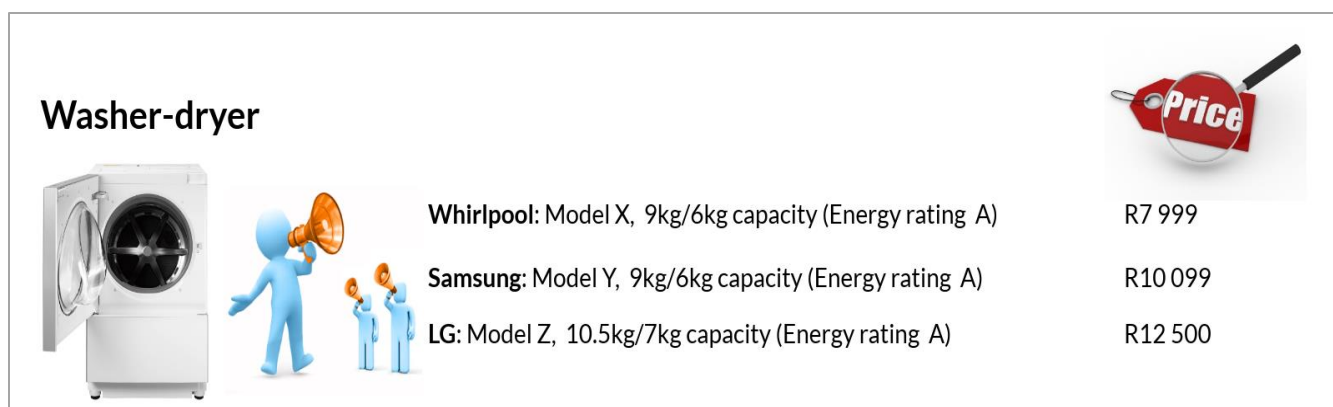 Price
Washer-dryer
Whirlpool: Model X, 9kg/6kg capacity (Energy rating A) R7 999
Samsung: Model Y, 9kg/6kg capacity (Energy rating A) R10 099
LG: Model Z, 10.5kg/7kg capacity (Energy rating A) R12 500